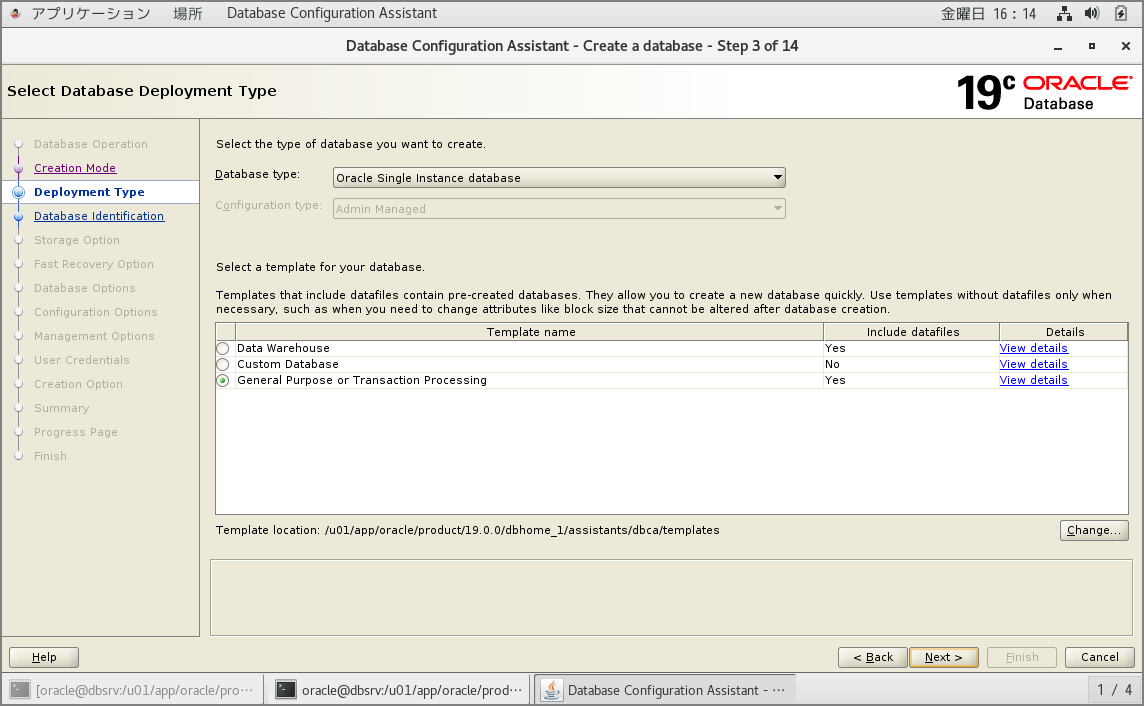 アプリケーション 場所 Database Configuration Assistant 金曜日 16：14
Database Configuration Assistant - Create a database - Step 3 of 14
Select Database Deployment Type
19c ORACLE Database
Database Operation
Creation Mode
Deployment Type
Database Identification
Storage Option
Fast Recovery Option
Database Options
Configuration Options
Management Options
User Credentials
Creation Option
Summary
Progress Page
Finish
Select the type of database you want to create.
Database type: Oracle Single Instance database
Configuration type: Admin Managed
Select a template for your database.
Templates that include datafiles contain pre-created databases. They allow you to create a new database quickly. Use templates without datafiles only when
necessary, such as when you need to change attributes like block size that cannot be altered after database creation.
Template name Include datafiles Details
Data Warehouse Yes View details
Custom Database No View details
General Purpose or Transaction Processing Yes View details
Template location: /u01/app/oracle/product/19.0.0/dbhome_1/assistants/dbca/templates Change...
Help < Back Next > Finish Cancel
[oracle@dbsrv:/u01/app/oracle/pro… oracle@dbsrv:/u01/app/oracle/prod… Database Configuration Assistant - … 1 / 4